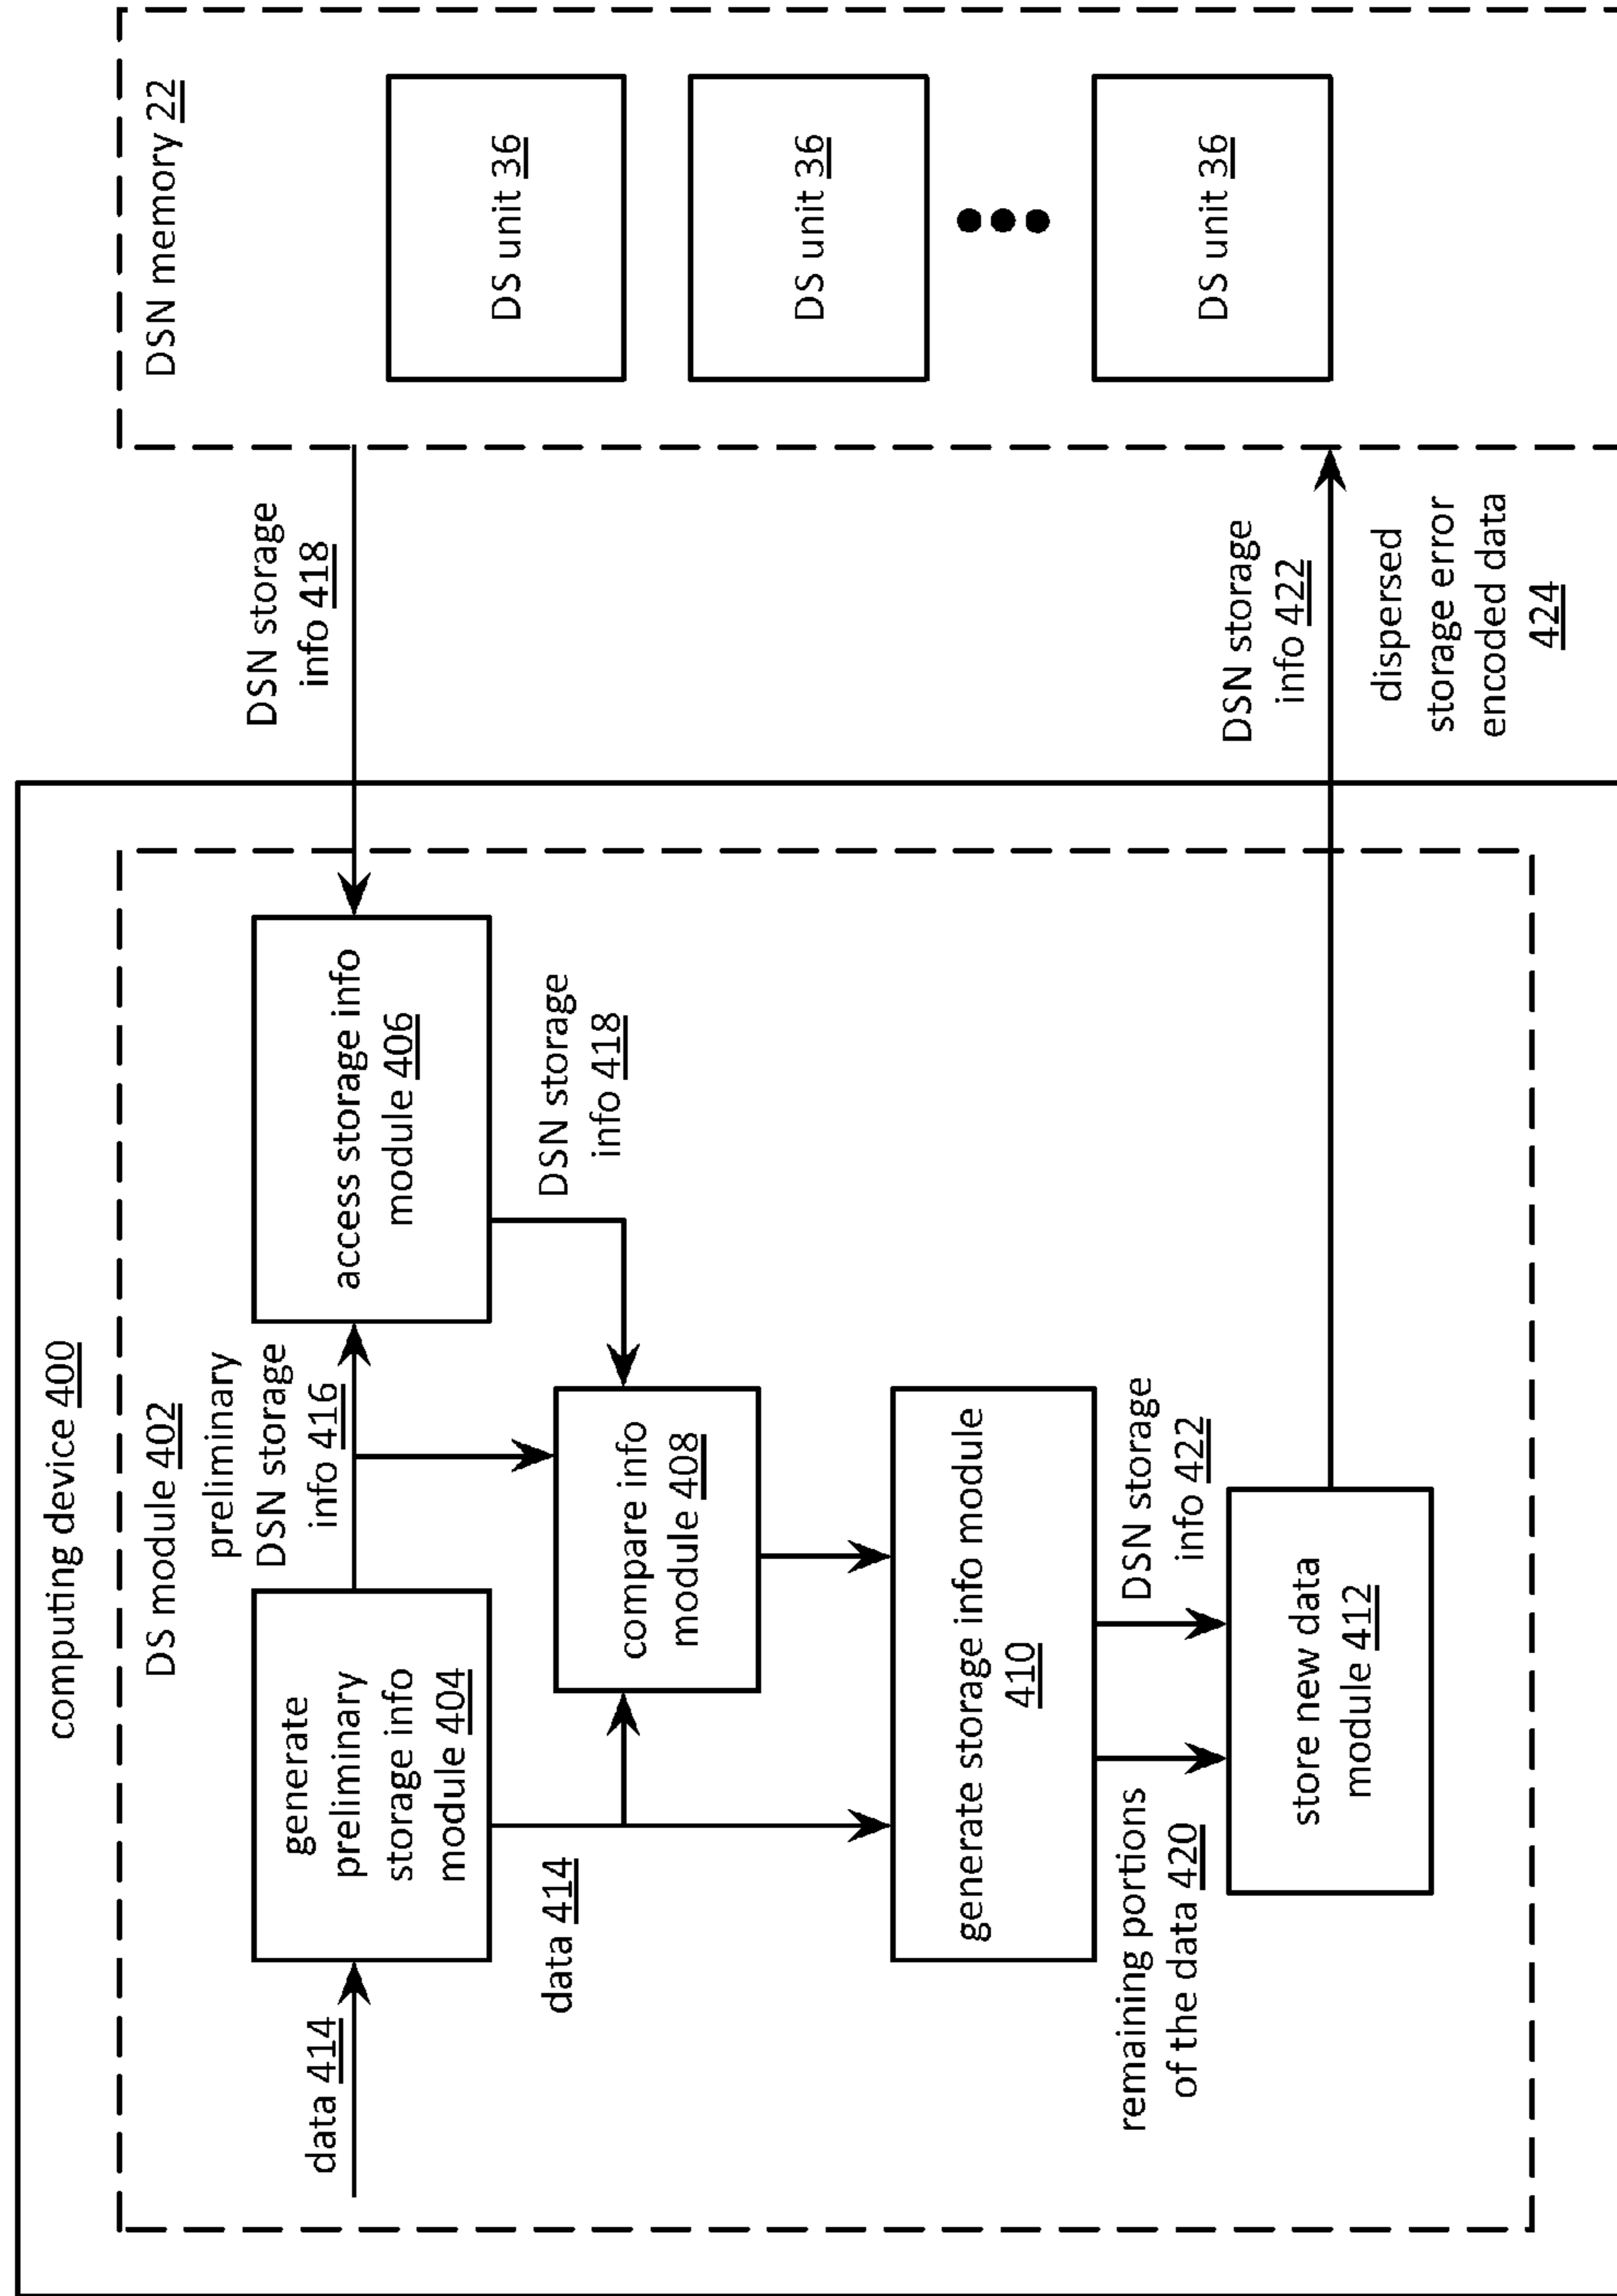 computing device 400
DS module 402
data 414
generate
preliminary
storage info
module 404
preliminary
DSN storage
info 416
access storage info
module 406
DSN storage
info 418
data 414
compare info
module 408
DSN storage
info 418
generate storage info module
410
remaining portions
of the data 420
DSN storage
info 422
store new data
module 412
DSN storage
info 422
dispersed
storage error
encoded data
424
DSN memory 22
DS unit 36
DS unit 36
DS unit 36